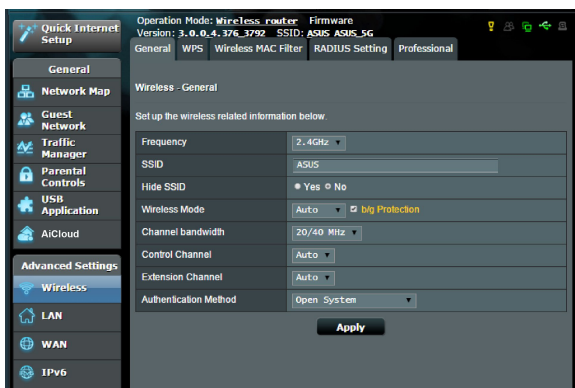 Quick Internet
Setup
Operation Mode: Wireless router Firmware
Version: 3.0.0.4.376_3792 SSID: ASUS ASUS_5G
General WPS Wireless MAC Filter RADIUS Setting Professional
General
Network Map
Guest
Network
Traffic
Manager
Parental
Controls
USB
Application
AiCloud
Advanced Settings
Wireless
LAN
WAN
IPv6
Wireless - General
Set up the wireless related information below.
Frequency 2.4GHz
SSID ASUS
Hide SSID Yes No
Wireless Mode Auto b/g Protection
Channel bandwidth 20/40 MHz
Control Channel Auto
Extension Channel Auto
Authentication Method Open System
Apply